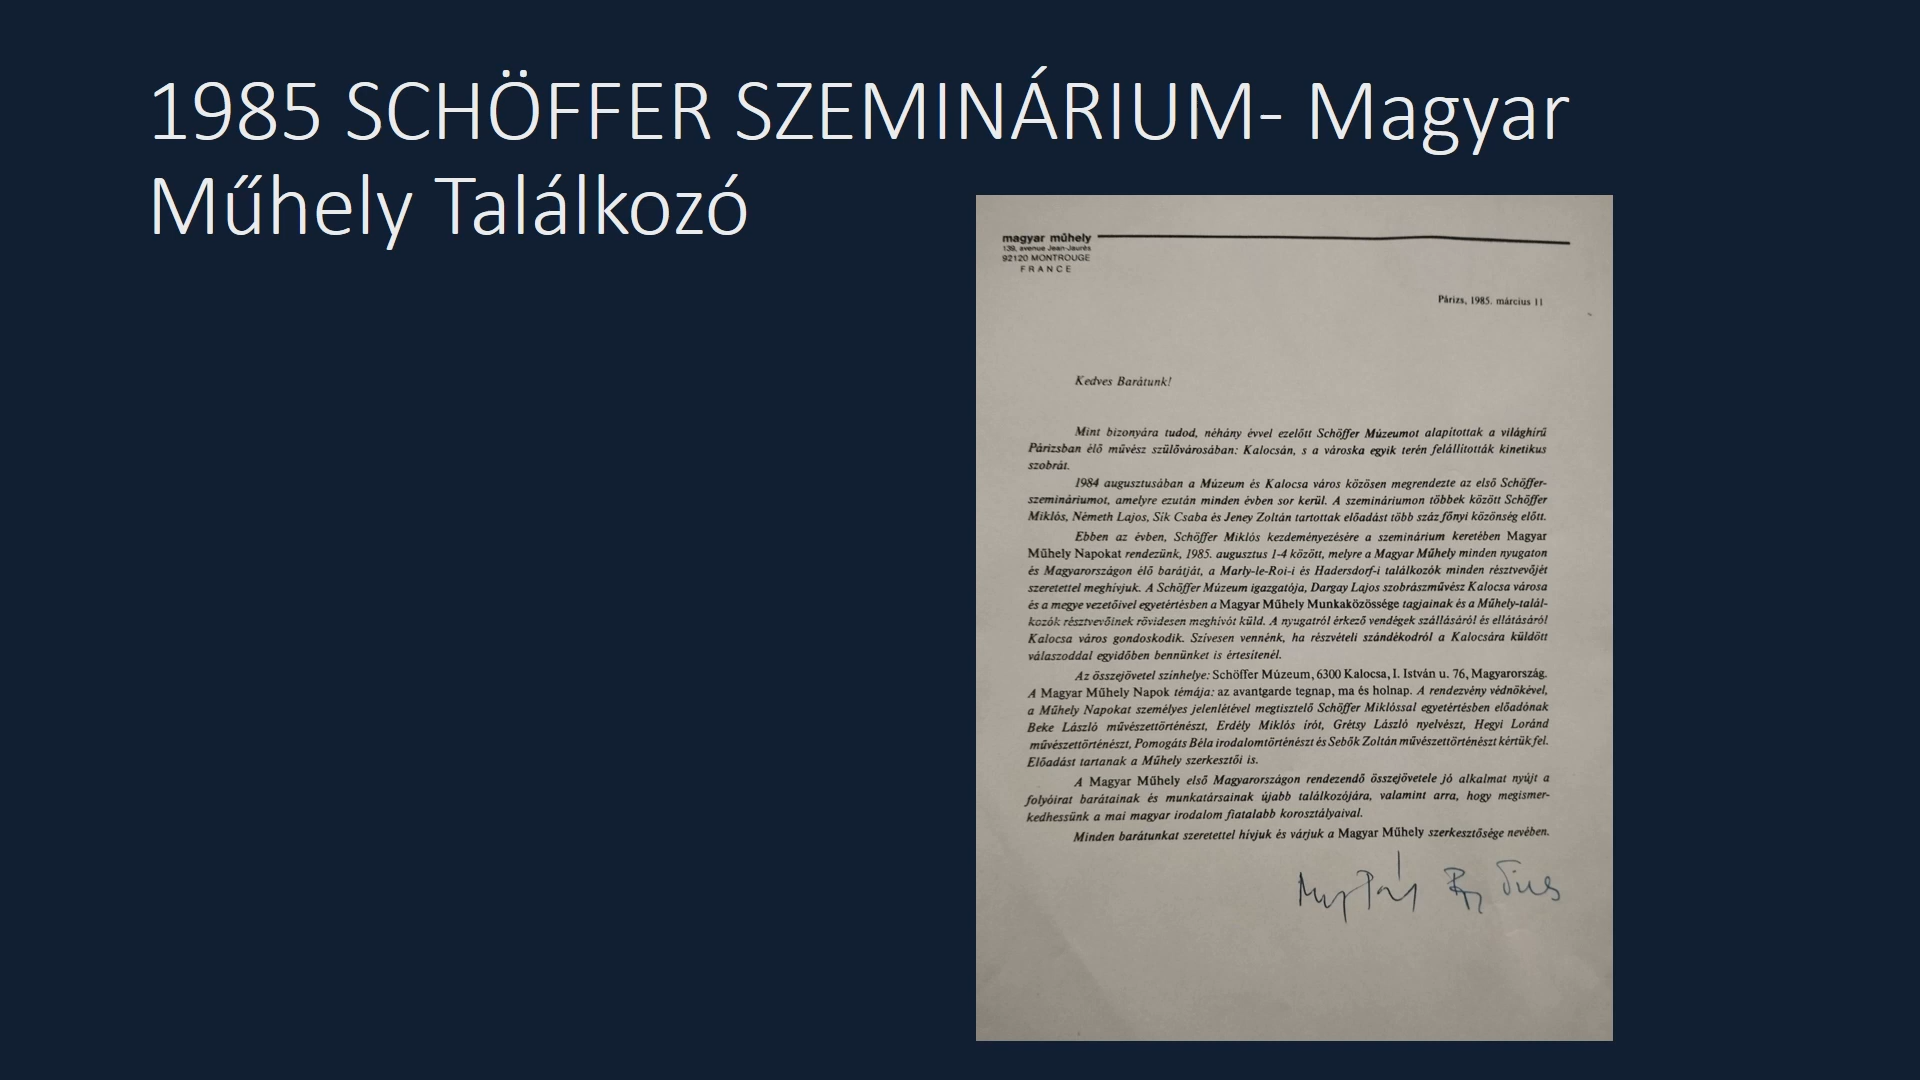 1985 SCHÖFFER SZEMINÁRIUM- Magyar
Műhely Találkozó
magyar műhely
139, avenue Jean-Jaurès
92120 MONTROUGE
FRANCE
Párizs, 1985. március 11
Kedves Barátunk!
Mint bizonyára tudod, néhány évvel ezelőtt Schöffer Múzeumot alapítottak a világhírű
Párizsban élő művész szülővárosában: Kalocsán, s a városka egyik terén felállították kinetikus
szobrát.
1984 augusztusában a Múzeum és Kalocsa város közösen megrendezte az első Schöffer-
szemináriumot, amelyre ezután minden évben sor kerül. A szemináriumon többek között Schöffer
Miklós, Németh Lajos, Sík Csaba és Jeney Zoltán tartottak előadást több száz főnyi közönség előtt.
Ebben az évben, Schöffer Miklós kezdeményezésére a szeminárium keretében Magyar
Műhely Napokat rendezünk, 1985. augusztus 1-4 között, melyre a Magyar Műhely minden nyugaton
és Magyarországon élő barátját, a Marly-le-Roi-i és Hadersdorf-i találkozók minden résztvevőjét
szeretettel meghívjuk. A Schöffer Múzeum igazgatója, Dargay Lajos szobrászművész Kalocsa városa
és a megye vezetőivel egyetértésben a Magyar Műhely Munkaközössége tagjainak és a Műhely-talál-
kozók résztvevőinek rövidesen meghívót küld. A nyugatról érkező vendégek szállásáról és ellátásáról
Kalocsa város gondoskodik. Szívesen vennénk, ha részvételi szándékodról a Kalocsára küldött
válaszoddal egyidőben bennünket is értesítenél.
Az összejövetel színhelye: Schöffer Múzeum, 6300 Kalocsa, I. István u. 76, Magyarország.
A Magyar Műhely Napok témája: az avantgarde tegnap, ma és holnap. A rendezvény védnökével,
a Műhely Napokat személyes jelenlétével megtisztelő Schöffer Miklóssal egyetértésben előadónak
Beke László művészettörténészt, Erdély Miklós írót, Grétsy László nyelvészt, Hegyi Loránd
művészettörténészt, Pomogáts Béla irodalomtörténészt és Sebők Zoltán művészettörténészt kértük fel.
Előadást tartanak a Műhely szerkesztői is.
A Magyar Műhely első Magyarországon rendezendő összejövetele jó alkalmat nyújt a
folyóirat barátainak és munkatársainak újabb találkozójára, valamint arra, hogy megismer-
kedhessünk a mai magyar irodalom fiatalabb korosztályaival.
Minden barátunkat szeretettel hívjuk és várjuk a Magyar Műhely szerkesztősége nevében.